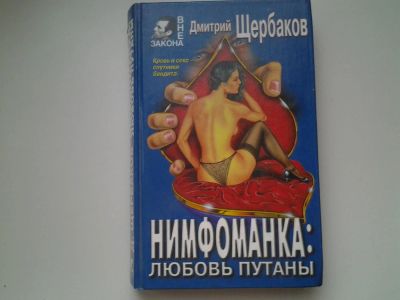 ВНЕ
ЗАКОНА
Дмитрий Щербаков
Кровь и секс -
спутники
бандита.
НИМФОМАНКА:
ЛЮБОВЬ ПУТАНЫ